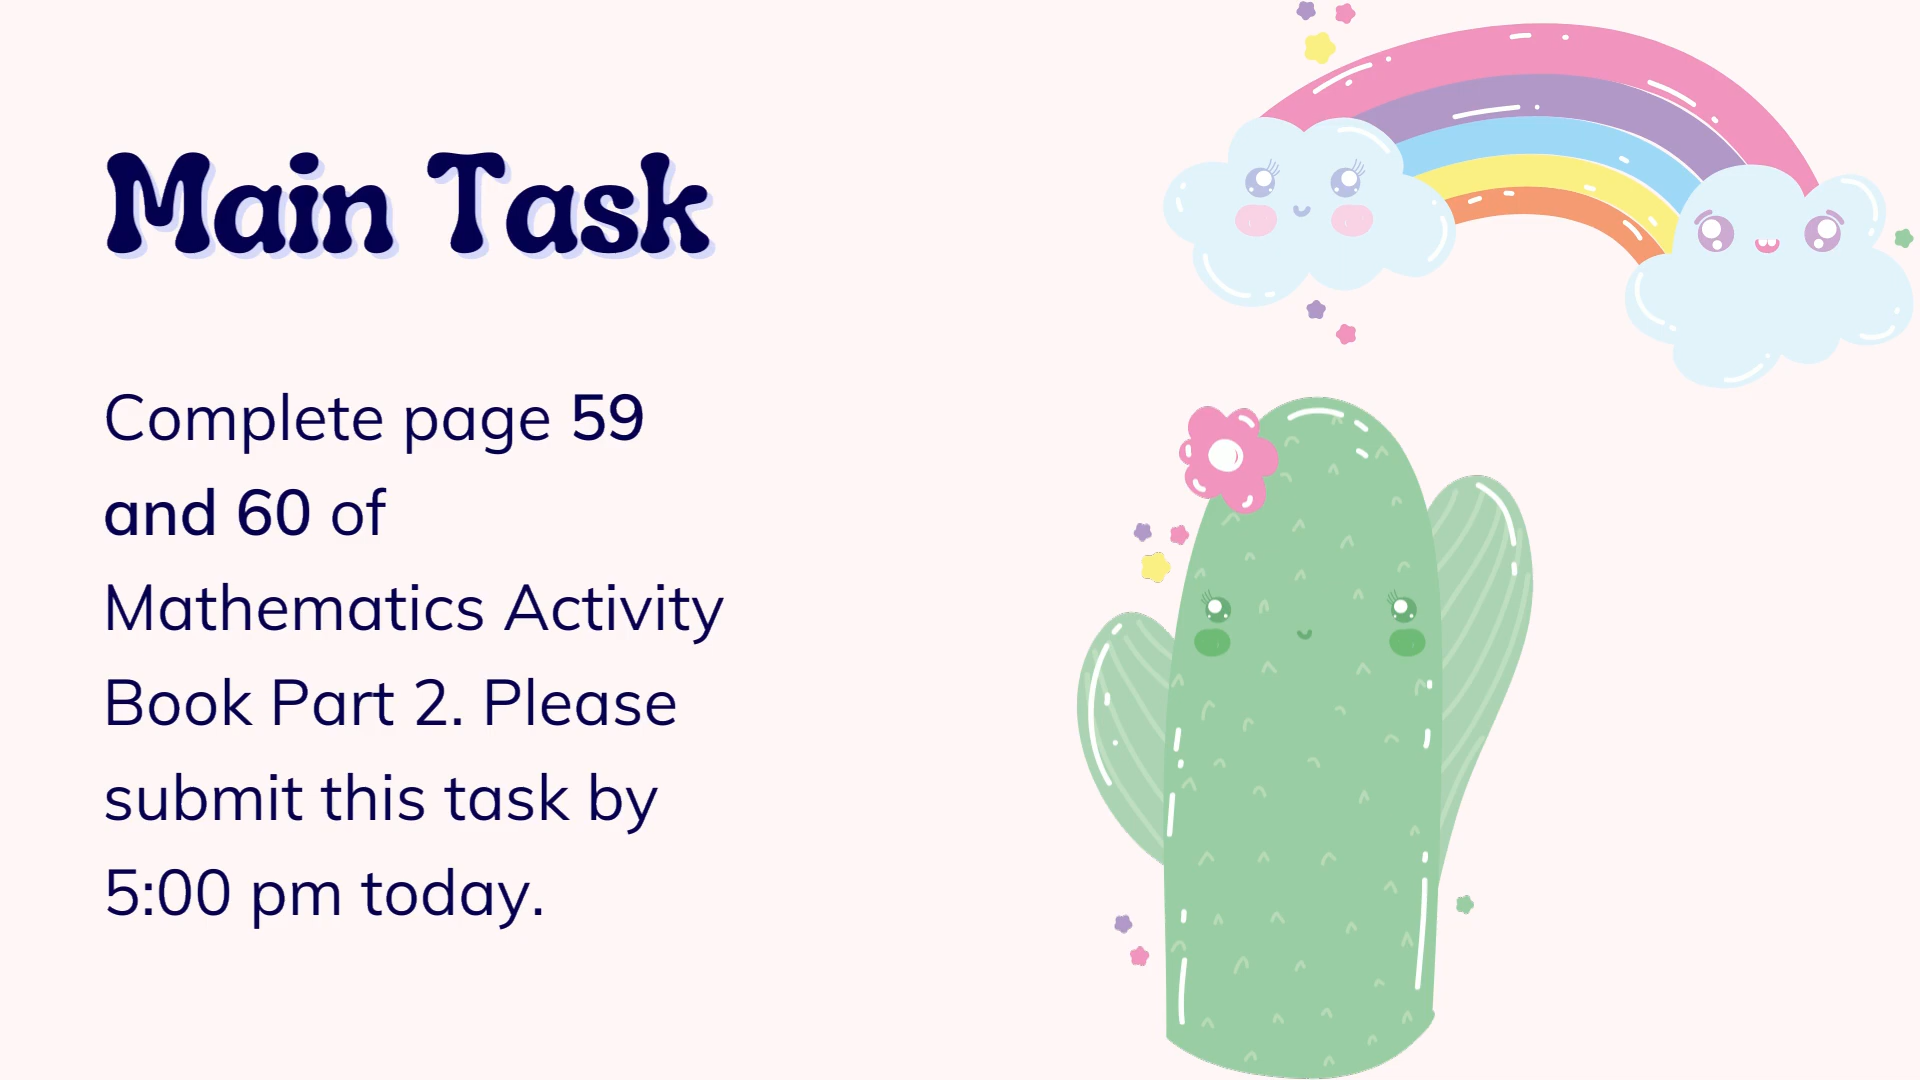 Main Task
Complete page 59
and 60 of
Mathematics Activity
Book Part 2. Please
submit this task by
5:00 pm today.